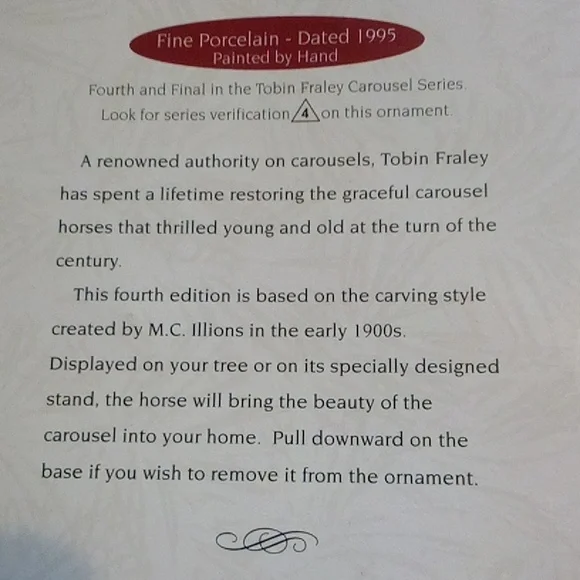 Fine Porcelain - Dated 1995
Painted by Hand
Fourth and Final in the Tobin Fraley Carousel Series.
Look for series verification 4 on this ornament.
A renowned authority on carousels, Tobin Fraley
has spent a lifetime restoring the graceful carousel
horses that thrilled young and old at the turn of the
century.
This fourth edition is based on the carving style
created by M.C. Illions in the early 1900s.
Displayed on your tree or on its specially designed
stand, the horse will bring the beauty of the
carousel into your home. Pull downward on the
base if you wish to remove it from the ornament.